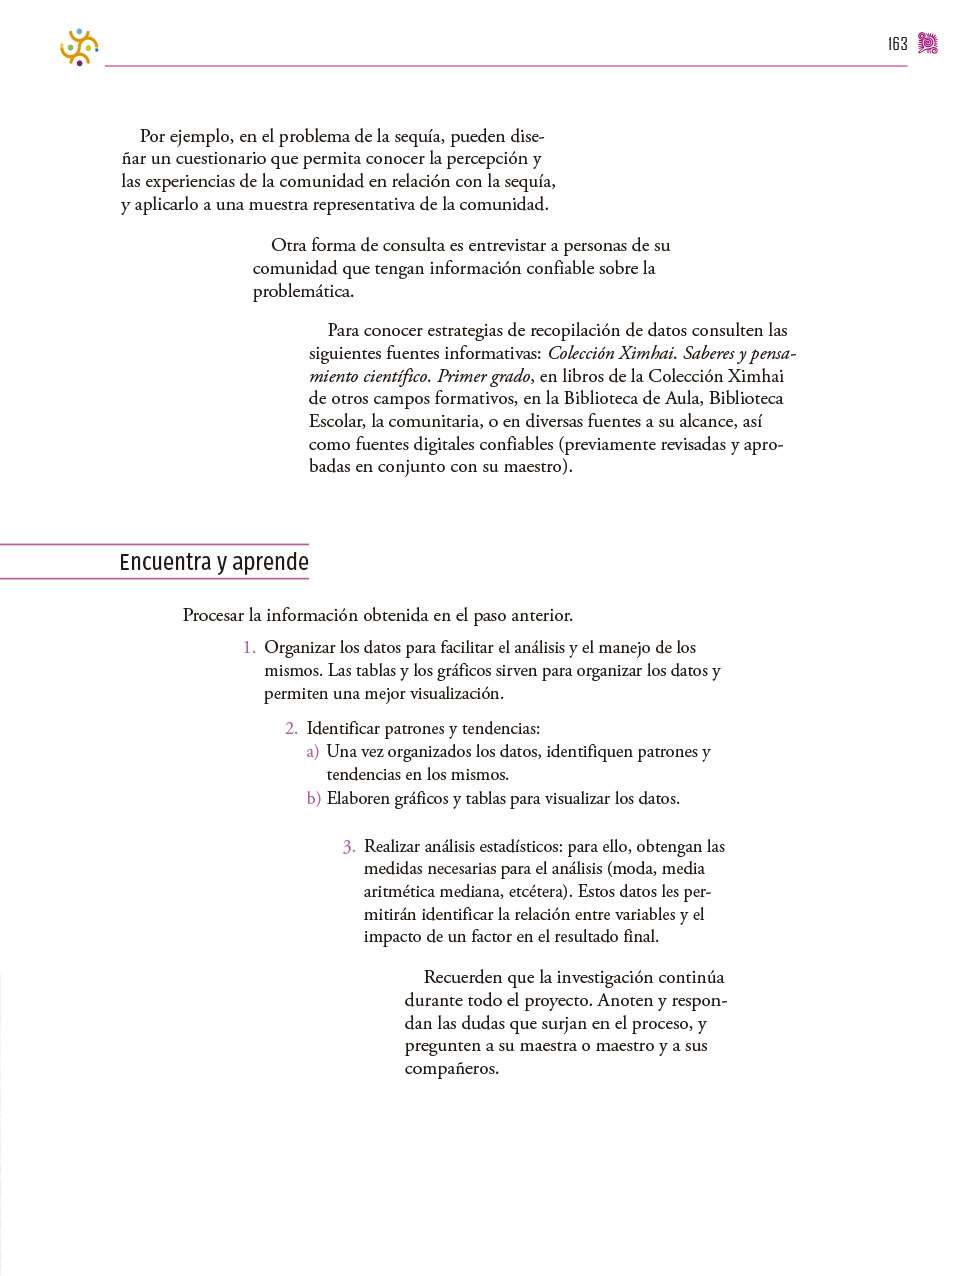 163
Por ejemplo, en el problema de la sequía, pueden dise-
ñar un cuestionario que permita conocer la percepción y
las experiencias de la comunidad en relación con la sequía,
y aplicarlo a una muestra representativa de la comunidad.
Otra forma de consulta es entrevistar a personas de su
comunidad que tengan información confiable sobre la
problemática.
Para conocer estrategias de recopilación de datos consulten las
siguientes fuentes informativas: Colección Ximhai. Saberes y pensa-
miento científico. Primer grado, en libros de la Colección Ximhai
de otros campos formativos, en la Biblioteca de Aula, Biblioteca
Escolar, la comunitaria, o en diversas fuentes a su alcance, así
como fuentes digitales confiables (previamente revisadas y apro-
badas en conjunto con su maestro).
Encuentra y aprende
Procesar la información obtenida en el paso anterior.
1. Organizar los datos para facilitar el análisis y el manejo de los
mismos. Las tablas y los gráficos sirven para organizar los datos y
permiten una mejor visualización.
2. Identificar patrones y tendencias:
a) Una vez organizados los datos, identifiquen patrones y
tendencias en los mismos.
b) Elaboren gráficos y tablas para visualizar los datos.
3. Realizar análisis estadísticos: para ello, obtengan las
medidas necesarias para el análisis (moda, media
aritmética mediana, etcétera). Estos datos les per-
mitirán identificar la relación entre variables y el
impacto de un factor en el resultado final.
Recuerden que la investigación continúa
durante todo el proyecto. Anoten y respon-
dan las dudas que surjan en el proceso, y
pregunten a su maestra o maestro y a sus
compañeros.